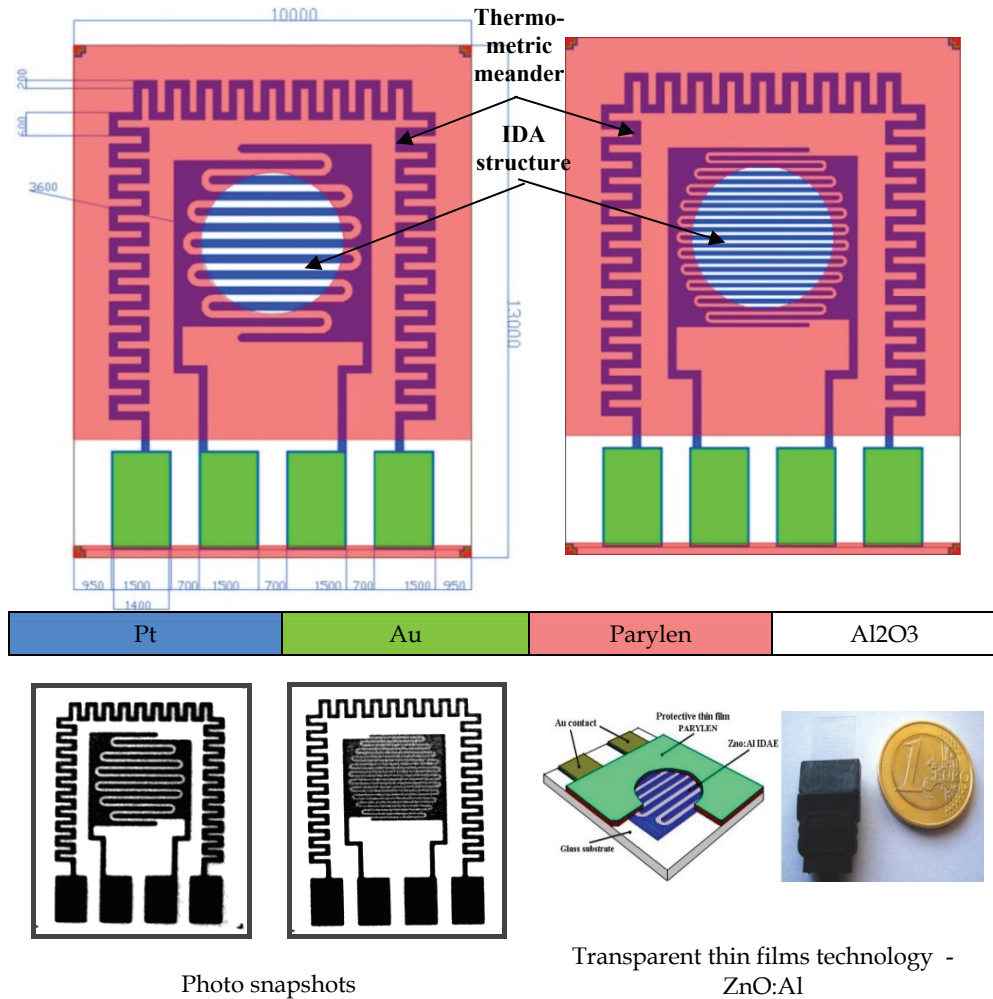 10000
Thermo-
metric
meander
IDA
structure
200
600
3600
13000
950 1500 700 1500 700 1500 700 1500 950
1400
Pt Au Parylen Al2O3
Au contact
Protective thin film
PARYLEN
Zno:Al IDAE
Glass substrate
1
EURO
Photo snapshots
Transparent thin films technology -
ZnO:Al